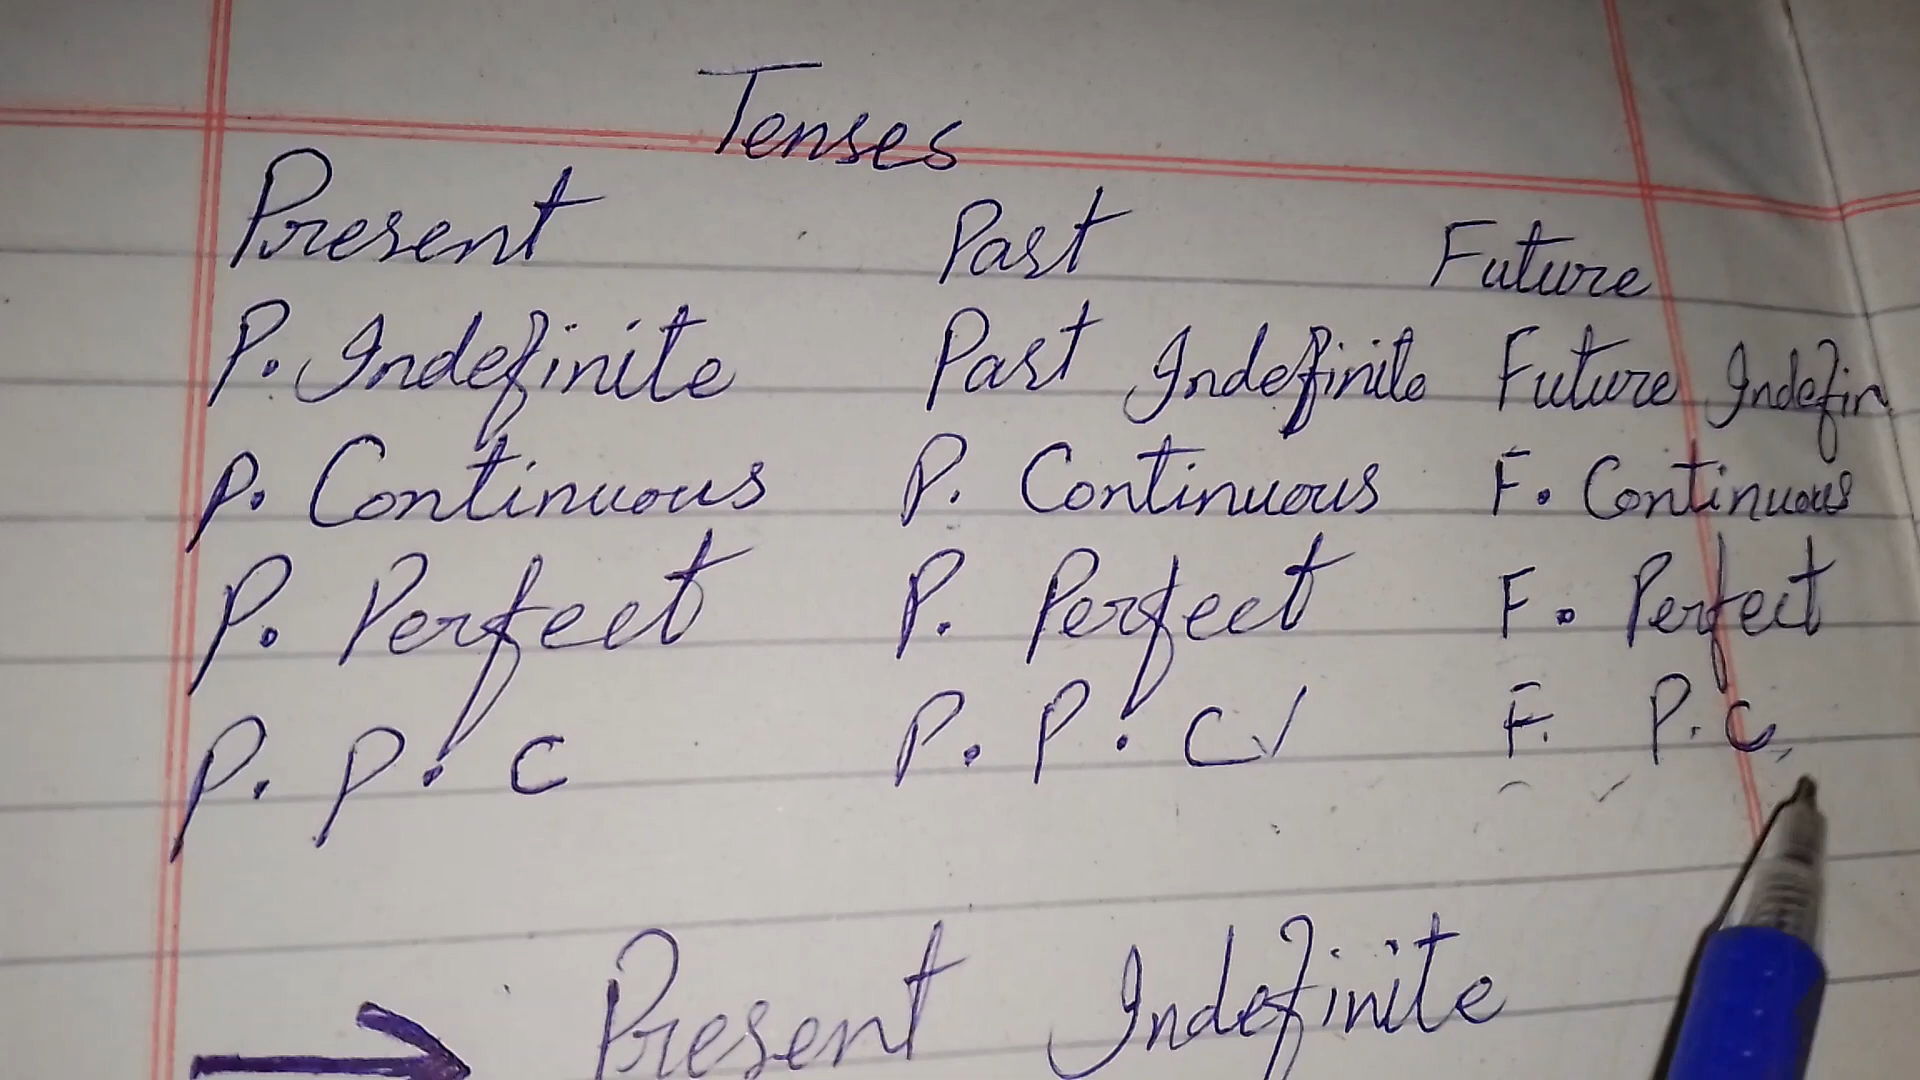 Tenses
Present Past Future
P. Indefinite Past Indefinite Future Indefin
P. Continuous P. Continuous F. Continuous
P. Perfect P. Perfect F. Perfect
P. P. C P. P. C F. P. C
Present Indefinite